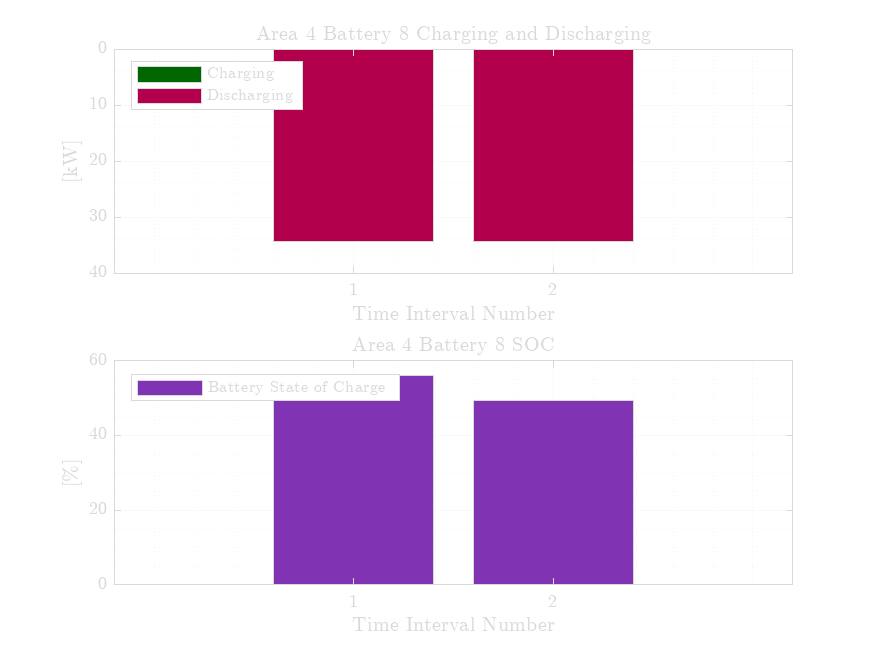 Area 4 Battery 8 Charging and Discharging
0
10
20
30
40
[kW]
Charging
Discharging
1
2
Time Interval Number
Area 4 Battery 8 SOC
60
40
20
0
[%]
Battery State of Charge
1
2
Time Interval Number